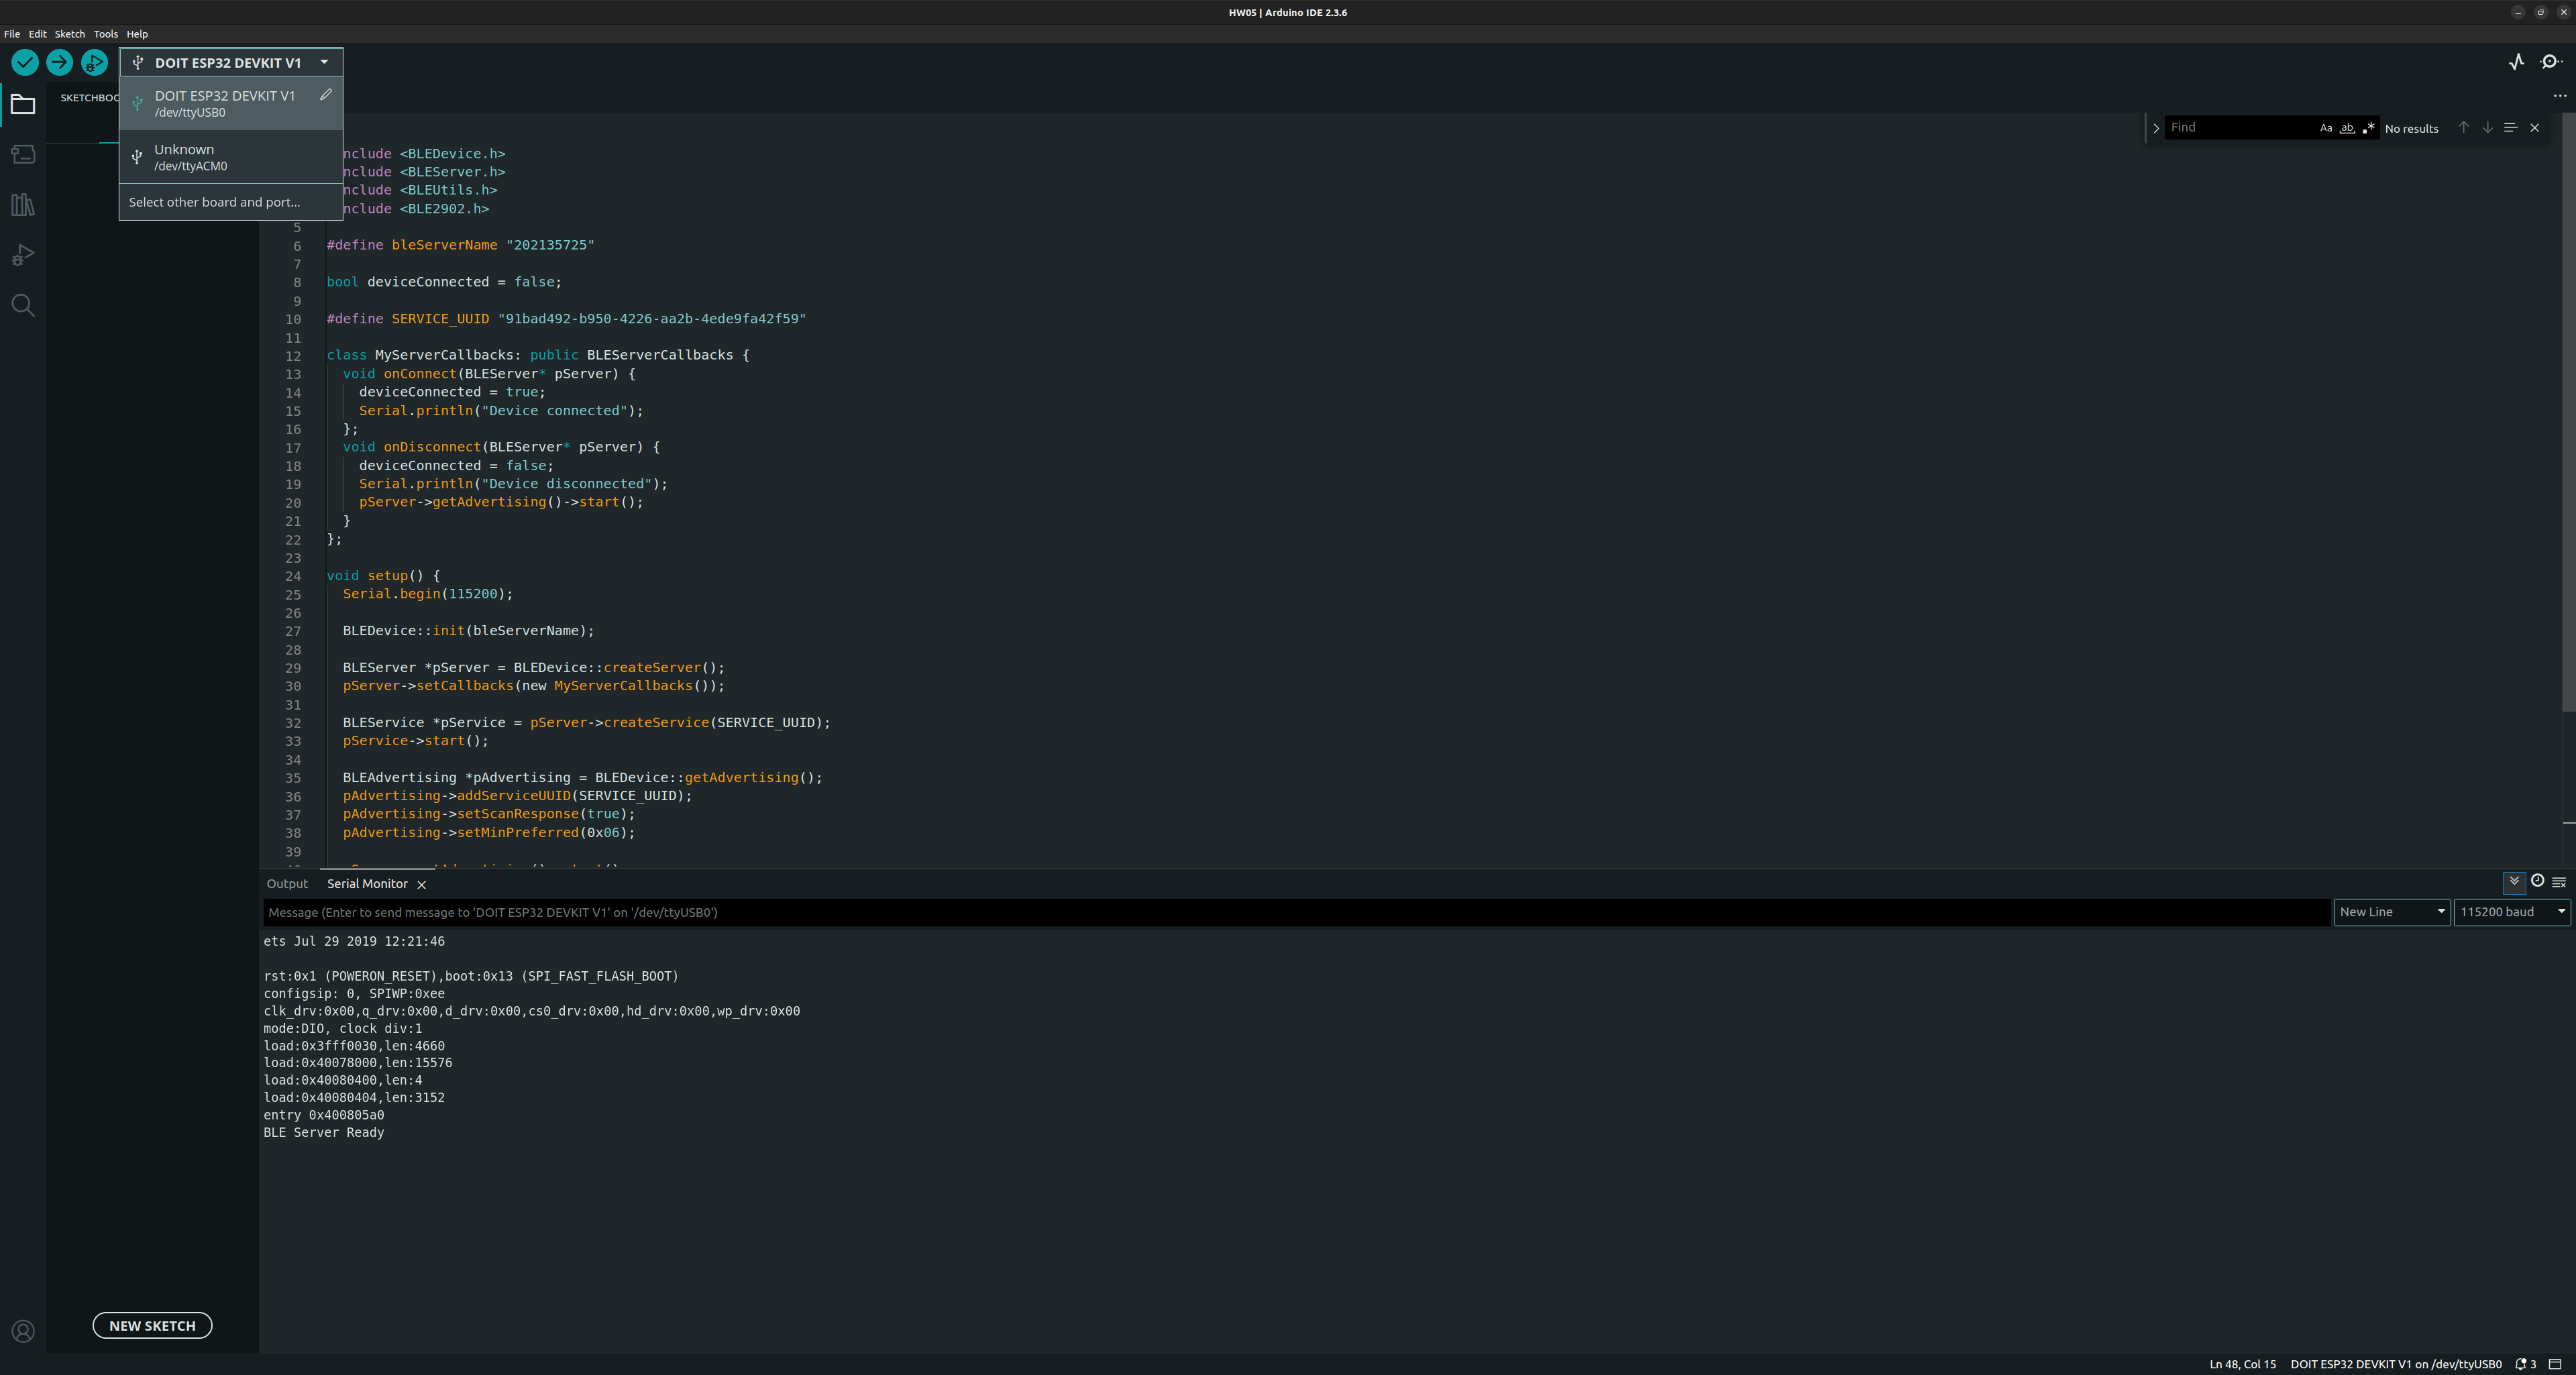 HW05 | Arduino IDE 2.3.6
File Edit Sketch Tools Help
DOIT ESP32 DEVKIT V1
DOIT ESP32 DEVKIT V1
/dev/ttyUSB0
Unknown
/dev/ttyACM0
Select other board and port...
SKETCHBOO
Find
Aa ab .* No results
nclude <BLEDevice.h>
nclude <BLEServer.h>
nclude <BLEUtils.h>
nclude <BLE2902.h>
5
6 #define bleServerName "202135725"
7
8 bool deviceConnected = false;
9
10 #define SERVICE_UUID "91bad492-b950-4226-aa2b-4ede9fa42f59"
11
12 class MyServerCallbacks: public BLEServerCallbacks {
13 void onConnect(BLEServer* pServer) {
14 deviceConnected = true;
15 Serial.println("Device connected");
16 };
17 void onDisconnect(BLEServer* pServer) {
18 deviceConnected = false;
19 Serial.println("Device disconnected");
20 pServer->getAdvertising()->start();
21 }
22 };
23
24 void setup() {
25 Serial.begin(115200);
26
27 BLEDevice::init(bleServerName);
28
29 BLEServer *pServer = BLEDevice::createServer();
30 pServer->setCallbacks(new MyServerCallbacks());
31
32 BLEService *pService = pServer->createService(SERVICE_UUID);
33 pService->start();
34
35 BLEAdvertising *pAdvertising = BLEDevice::getAdvertising();
36 pAdvertising->addServiceUUID(SERVICE_UUID);
37 pAdvertising->setScanResponse(true);
38 pAdvertising->setMinPreferred(0x06);
39
Output Serial Monitor
Message (Enter to send message to 'DOIT ESP32 DEVKIT V1' on '/dev/ttyUSB0')
New Line 115200 baud
ets Jul 29 2019 12:21:46
rst:0x1 (POWERON_RESET),boot:0x13 (SPI_FAST_FLASH_BOOT)
configsip: 0, SPIWP:0xee
clk_drv:0x00,q_drv:0x00,d_drv:0x00,cs0_drv:0x00,hd_drv:0x00,wp_drv:0x00
mode:DIO, clock div:1
load:0x3fff0030,len:4660
load:0x40078000,len:15576
load:0x40080400,len:4
load:0x40080404,len:3152
entry 0x400805a0
BLE Server Ready
NEW SKETCH
Ln 48, Col 15 DOIT ESP32 DEVKIT V1 on /dev/ttyUSB0 3